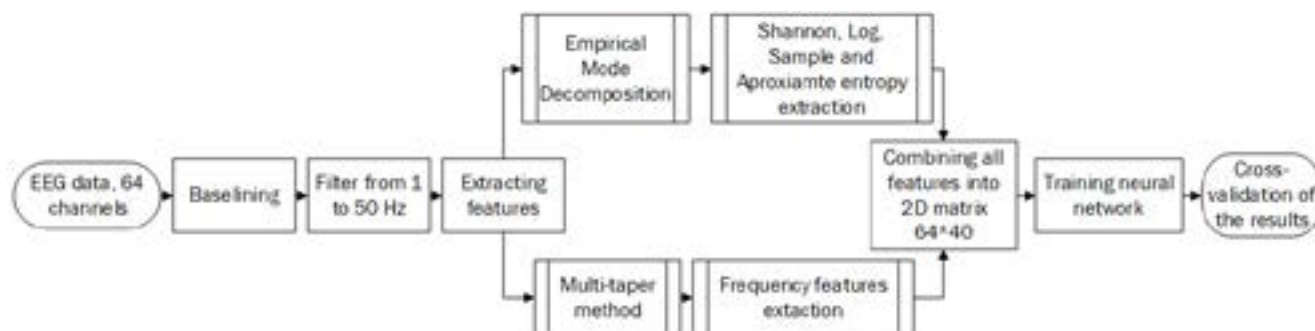 EEG data, 64
channels
Baselining
Filter from 1
to 50 Hz
Extracting
features
Empirical
Mode
Decomposition
Shannon, Log,
Sample and
Aproxiamte entropy
extraction
Multi-taper
method
Frequency features
extaction
Combining all
features into
2D matrix
64*40
Training neural
network
Cross-
validation of
the results